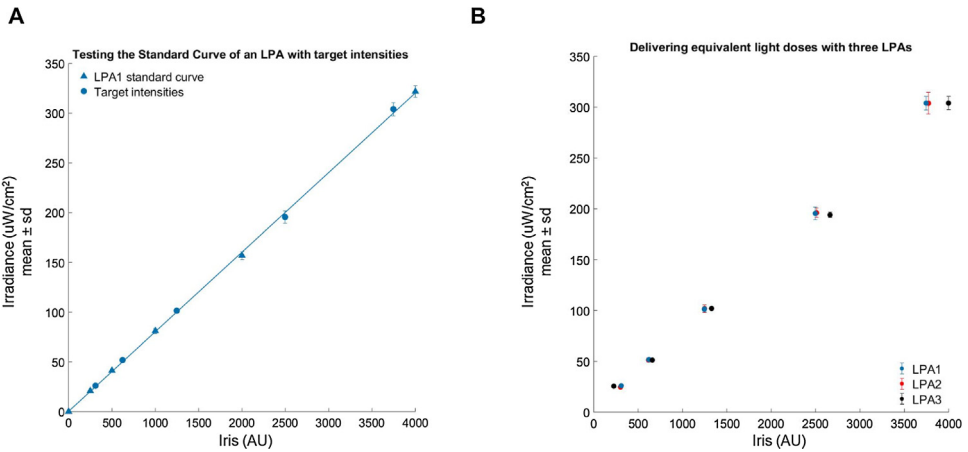 A
Testing the Standard Curve of an LPA with target intensities
350
300
250
200
150
100
50
0
LPA1 standard curve
Target intensities
Irradiance (uW/cm²)
mean ± sd
0 500 1000 1500 2000 2500 3000 3500 4000
Iris (AU)
B
Delivering equivalent light doses with three LPAs
350
300
250
200
150
100
50
0
Irradiance (uW/cm²)
mean ± sd
LPA1
LPA2
LPA3
0 500 1000 1500 2000 2500 3000 3500 4000
Iris (AU)